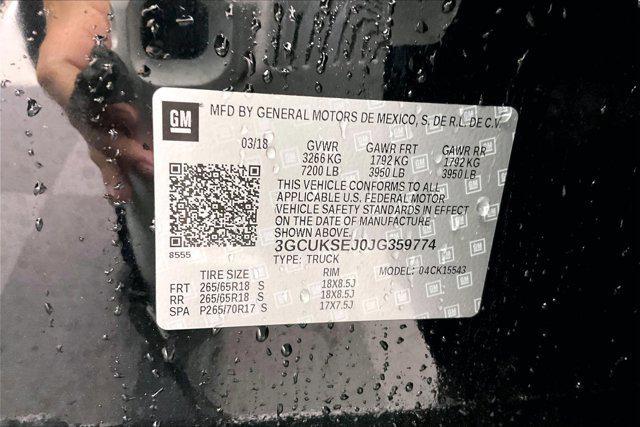 GM MFD BY GENERAL MOTORS DE MEXICO, S. DE R.L. DE C.V.
03/18 GVWR GAWR FRT GAWR RR
3266 KG 1792 KG 1792 KG
7200 LB 3950 LB 3950 LB
THIS VEHICLE CONFORMS TO ALL
APPLICABLE U.S. FEDERAL MOTOR
VEHICLE SAFETY STANDARDS IN EFFECT
ON THE DATE OF MANUFACTURE
SHOWN ABOVE.
8555 3GCUKSEJ0JG359774
TYPE: TRUCK MODEL: 04CK15543
TIRE SIZE RIM
FRT 265/65R18 S 18X8.5J
RR 265/65R18 S 18X8.5J
SPA P265/70R17 S 17X7.5J